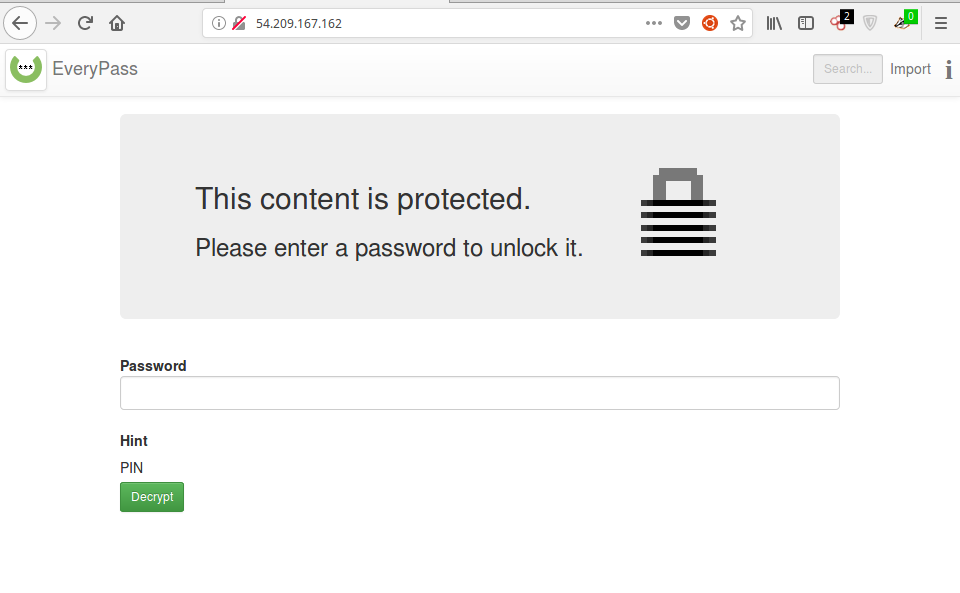 54.209.167.162
2
0
EveryPass
Search...
Import
This content is protected.
Please enter a password to unlock it.
Password
Hint
PIN
Decrypt